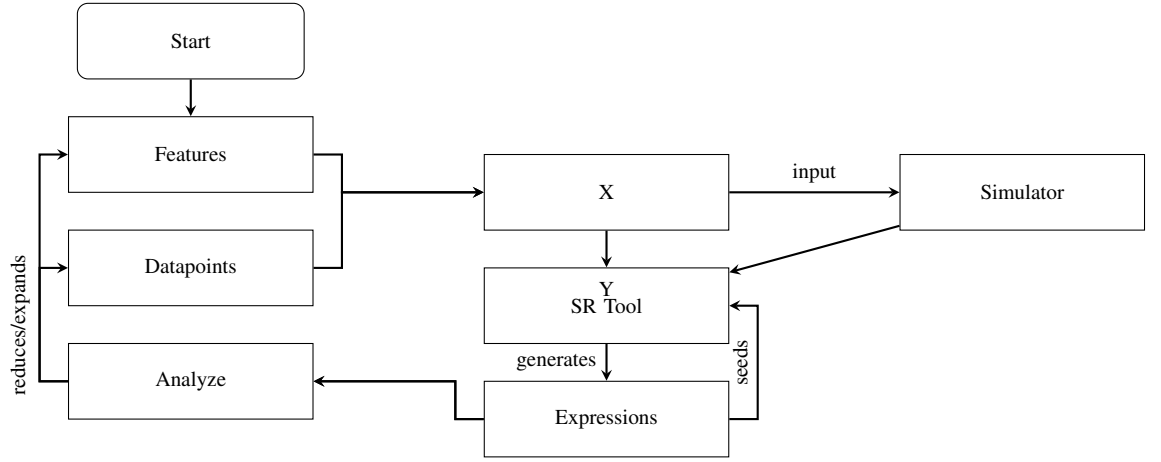 Start
Features
X
input
Simulator
Datapoints
Y
SR Tool
reduces/expands
generates
seeds
Analyze
Expressions